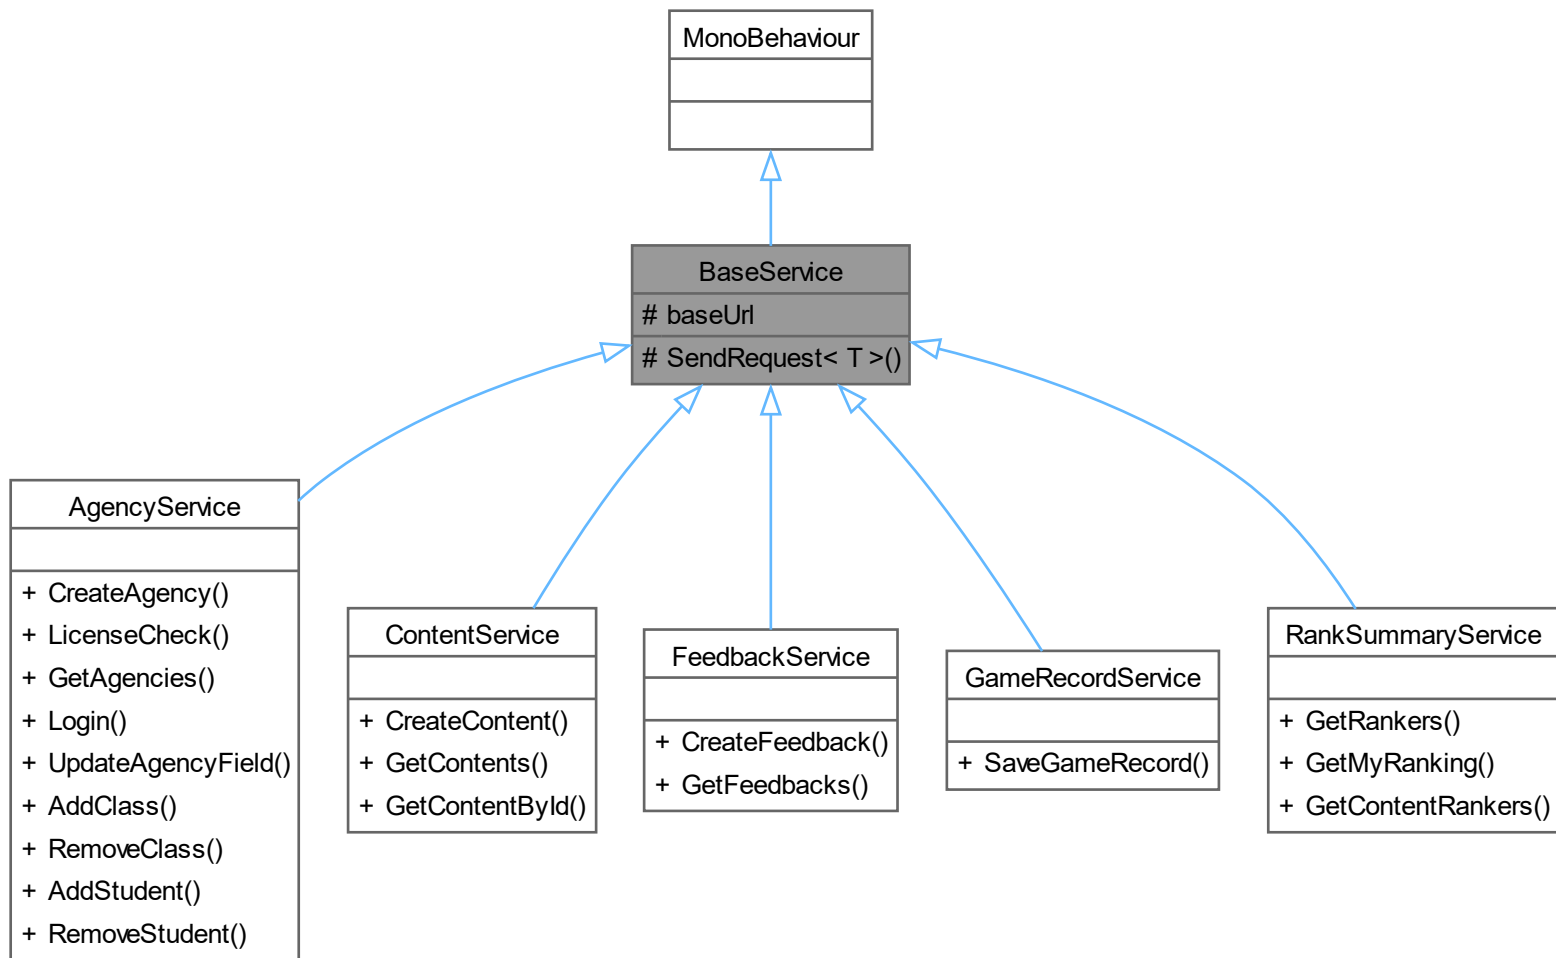 MonoBehaviour
BaseService
# baseUrl
# SendRequest< T >()
AgencyService
+ CreateAgency()
+ LicenseCheck()
+ GetAgencies()
+ Login()
+ UpdateAgencyField()
+ AddClass()
+ RemoveClass()
+ AddStudent()
+ RemoveStudent()
ContentService
+ CreateContent()
+ GetContents()
+ GetContentById()
FeedbackService
+ CreateFeedback()
+ GetFeedbacks()
GameRecordService
+ SaveGameRecord()
RankSummaryService
+ GetRankers()
+ GetMyRanking()
+ GetContentRankers()